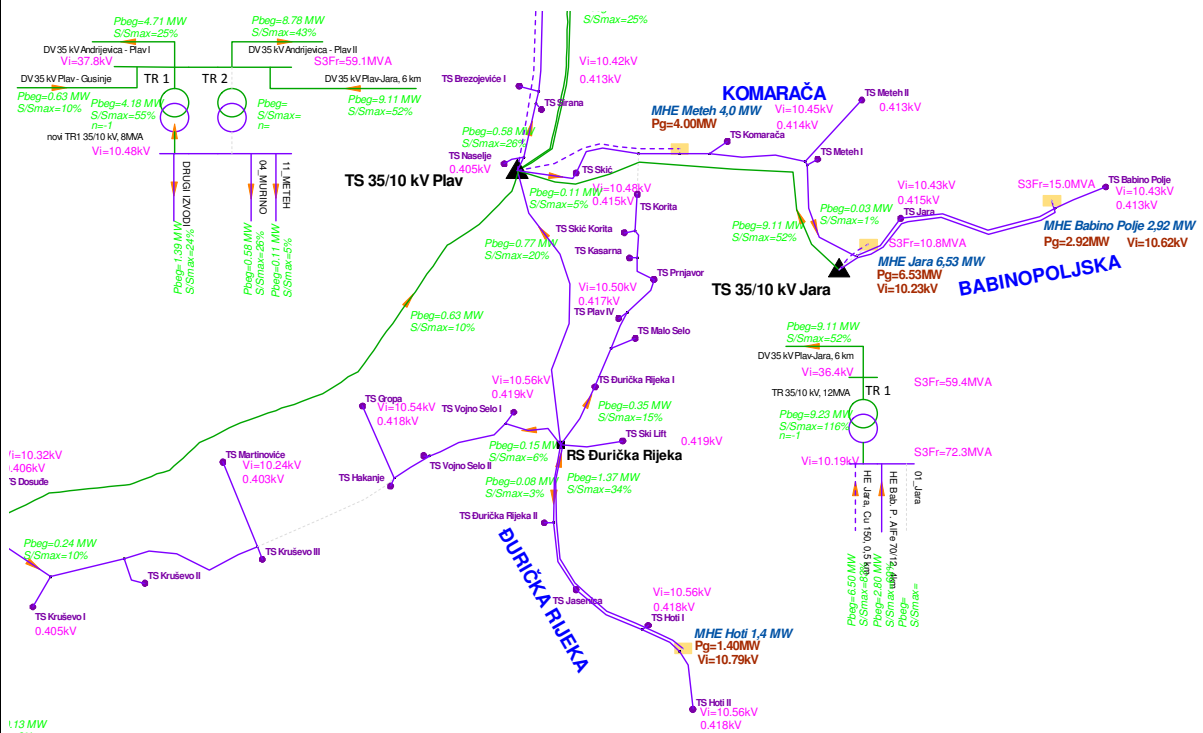 Pbeg=4.71 MW
S/Smax=25%
Pbeg=8.78 MW
S/Smax=43%
S/Smax=25%
DV 35 kV Andrijevica - Plav I
DV 35 kV Andrijevica - Plav II
Vi=37.8kV
S3Fr=59.1MVA
DV 35 kV Plav - Gusinje
TR 1
TR 2
DV 35 kV Plav-Jara, 6 km
Pbeg=0.63 MW
S/Smax=10%
Pbeg=4.18 MW
S/Smax=55%
n=-1
Pbeg=
S/Smax=
n=
Pbeg=9.11 MW
S/Smax=52%
novi TR1 35/10 kV, 8MVA
Vi=10.48kV
DRUGI IZVODI
04_MURINO
11_METEH
Pbeg=1.39 MW
S/Smax=24%
Pbeg=0.58 MW
S/Smax=26%
Pbeg=0.11 MW
S/Smax=5%
Vi=10.42kV
0.413kV
TS Brezojeviće I
TS Sirana
Pbeg=0.58 MW
S/Smax=26%
TS Naselje
0.405kV
TS 35/10 kV Plav
TS Skić
Pbeg=0.11 MW
S/Smax=5%
KOMARAČA
MHE Meteh 4,0 MW
Pg=4.00MW
Vi=10.45kV
0.414kV
TS Komarača
TS Meteh II
0.413kV
TS Meteh I
Vi=10.48kV
0.415kV
TS Korita
TS Skić Korita
TS Kasarna
TS Prnjavor
Vi=10.50kV
0.417kV
TS Plav IV
TS Malo Selo
Pbeg=0.77 MW
S/Smax=20%
Pbeg=0.63 MW
S/Smax=10%
Pbeg=9.11 MW
S/Smax=52%
Pbeg=0.03 MW
S/Smax=1%
Vi=10.43kV
0.415kV
TS Jara
S3Fr=15.0MVA
TS Babino Polje
Vi=10.43kV
0.413kV
MHE Babino Polje 2,92 MW
Pg=2.92MW
Vi=10.62kV
S3Fr=10.8MVA
MHE Jara 6,53 MW
Pg=6.53MW
Vi=10.23kV
TS 35/10 kV Jara
BABINOPOLJSKA
Pbeg=9.11 MW
S/Smax=52%
DV 35 kV Plav-Jara, 6 km
Vi=36.4kV
S3Fr=59.4MVA
TR 35/10 kV, 12MVA
TR 1
Pbeg=9.23 MW
S/Smax=116%
n=-1
Vi=10.19kV
S3Fr=72.3MVA
HE Jara, Cu 150, 0,5 km
HE Bab. P. AlFe 70/12, 4km
01_Jara
Pbeg=6.50 MW
Pbeg=2.80 MW
Pbeg=
S/Smax=
TS Đurička Rijeka I
Pbeg=0.35 MW
S/Smax=15%
TS Ski Lift
0.419kV
RS Đurička Rijeka
Vi=10.56kV
0.419kV
TS Vojno Selo I
TS Gropa
Vi=10.54kV
0.418kV
TS Vojno Selo II
TS Hakanje
Pbeg=0.15 MW
S/Smax=6%
Pbeg=0.08 MW
S/Smax=3%
Pbeg=1.37 MW
S/Smax=34%
TS Đurička Rijeka II
ĐURIČKA RIJEKA
TS Jasenica
Vi=10.56kV
0.418kV
TS Hoti I
MHE Hoti 1,4 MW
Pg=1.40MW
Vi=10.79kV
TS Hoti II
Vi=10.56kV
0.418kV
Vi=10.32kV
0.406kV
TS Dosuđe
TS Martinoviće
Vi=10.24kV
0.403kV
TS Kruševo III
Pbeg=0.24 MW
S/Smax=10%
TS Kruševo II
TS Kruševo I
0.405kV
.13 MW